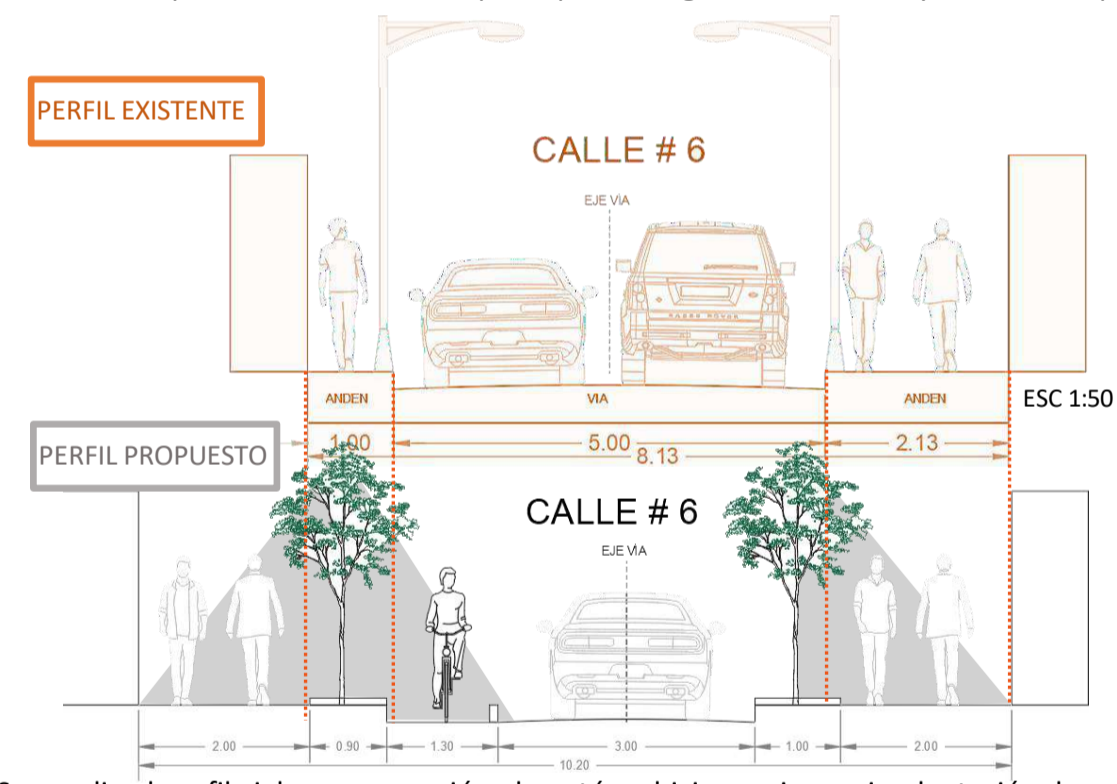 PERFIL EXISTENTE
CALLE # 6
EJE VIA
RANGE ROVER
ANDEN
VIA
ANDEN
ESC 1:50
1.00
5.00
2.13
8.13
PERFIL PROPUESTO
CALLE # 6
EJE VIA
2.00
0.90
1.30
3.00
1.00
2.00
10.20